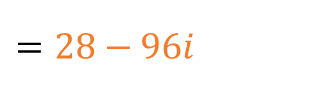 = 28 − 96i